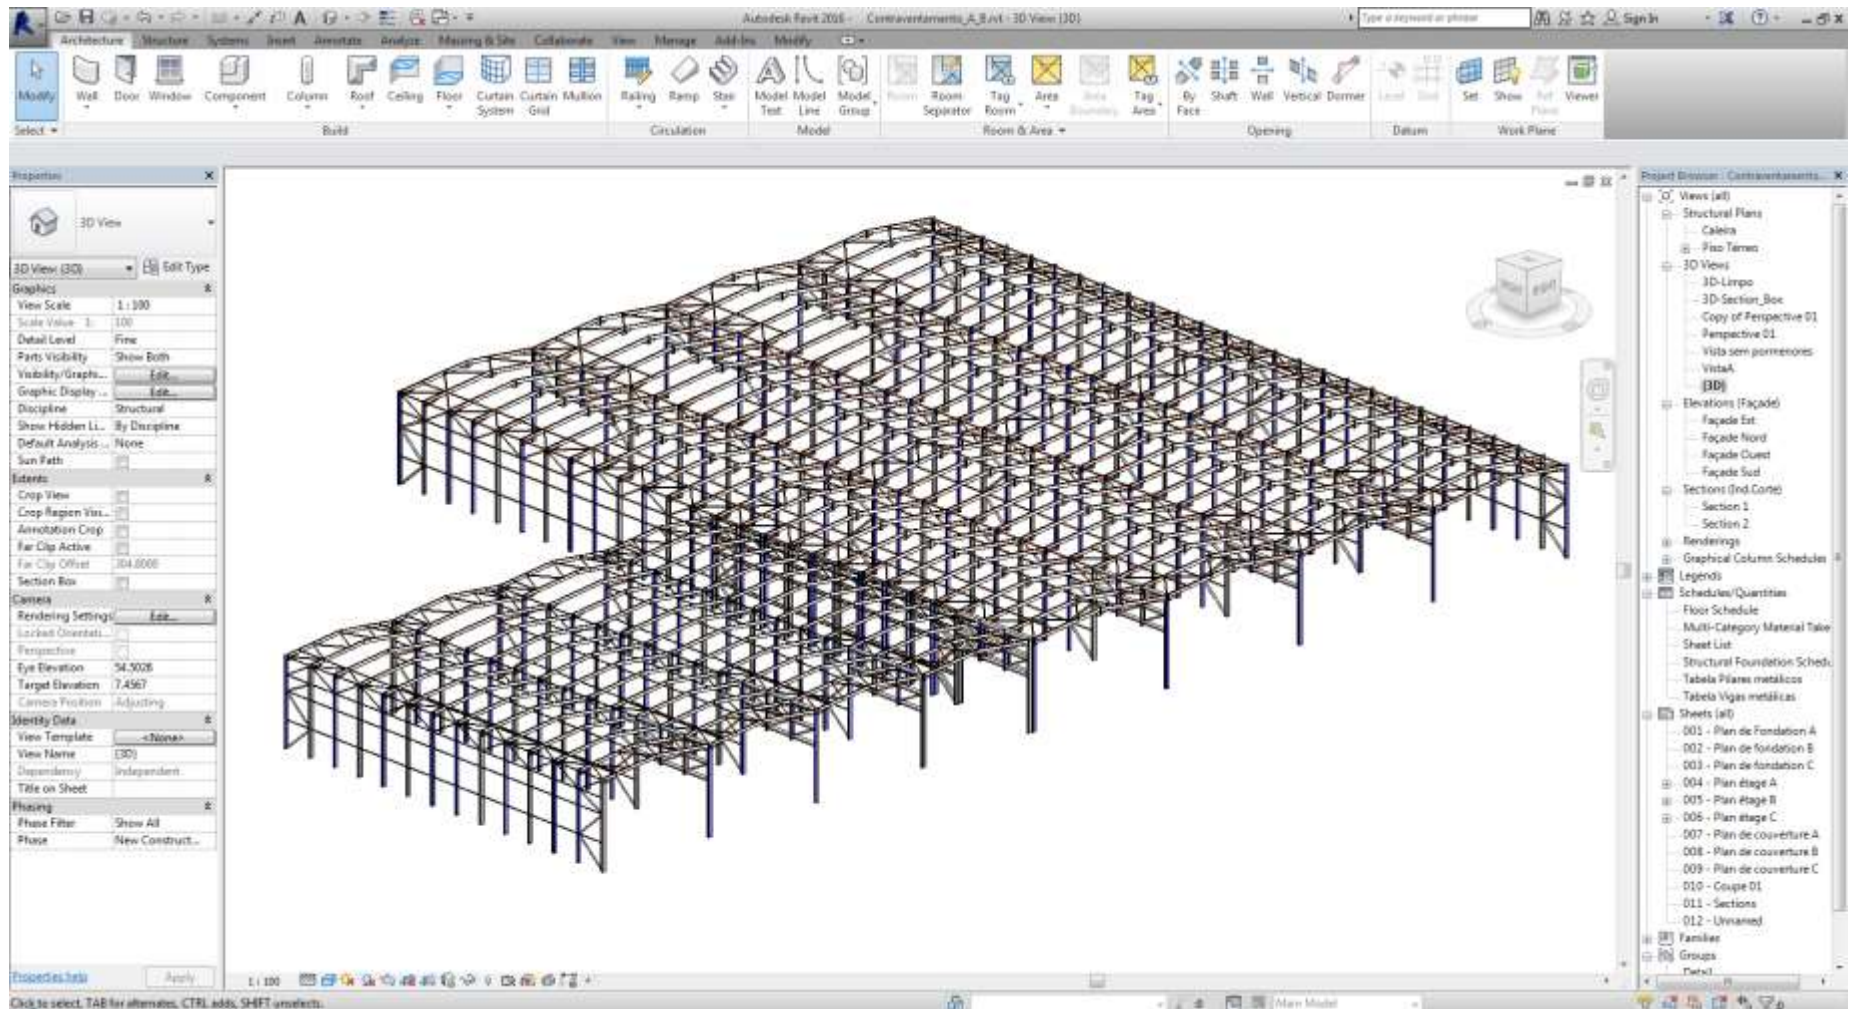 Autodesk Revit 2016 - Contraventamento_A_B.rvt - 3D View: {3D}
Type a keyword or phrase
Sign In
Architecture Structure Systems Insert Annotate Analyze Massing & Site Collaborate View Manage Add-Ins Modify
Modify Wall Door Window Component Column Roof Ceiling Floor Curtain System Curtain Grid Mullion Railing Ramp Stair Model Text Model Line Model Group Room Room Separator Tag Room Area Area Boundary Tag Area By Face Shaft Wall Vertical Dormer Level Grid Set Show Ref Plane Viewer
Select Build Circulation Model Room & Area Opening Datum Work Plane
Properties
3D View
3D View: {3D} Edit Type
Graphics
View Scale 1 : 100
Scale Value 1: 100
Detail Level Fine
Parts Visibility Show Both
Visibility/Graphi... Edit...
Graphic Display ... Edit...
Discipline Structural
Show Hidden Li... By Discipline
Default Analysis ... None
Sun Path
Extents
Crop View
Crop Region Visi...
Annotation Crop
Far Clip Active
Far Clip Offset 304.8000
Section Box
Camera
Rendering Settings Edit...
Locked Orientati...
Perspective
Eye Elevation 54.5026
Target Elevation 7.4567
Camera Position Adjusting
Identity Data
View Template <None>
View Name {3D}
Dependency Independent
Title on Sheet
Phasing
Phase Filter Show All
Phase New Construct...
Properties help Apply
1 : 100
Click to select, TAB for alternates, CTRL adds, SHIFT unselects.
Main Model
Project Browser - Contraventamento...
Views (all)
Structural Plans
Caleira
Piso Térreo
3D Views
3D-Limpo
3D-Section_Box
Copy of Perspective 01
Perspective 01
Vista sem pormenores
VistaA
{3D}
Elevations (Façade)
Façade Est
Façade Nord
Façade Ouest
Façade Sud
Sections (Ind.Corte)
Section 1
Section 2
Renderings
Graphical Column Schedules
Legends
Schedules/Quantities
Floor Schedule
Multi-Category Material Take
Sheet List
Structural Foundation Schedu
Tabela Pilares metálicos
Tabela Vigas metálicas
Sheets (all)
001 - Plan de Fondation A
002 - Plan de fondation B
003 - Plan de fondation C
004 - Plan étage A
005 - Plan étage B
006 - Plan étage C
007 - Plan de couverture A
008 - Plan de couverture B
009 - Plan de couverture C
010 - Coupe 01
011 - Sections
012 - Unnamed
Families
Groups
Detail